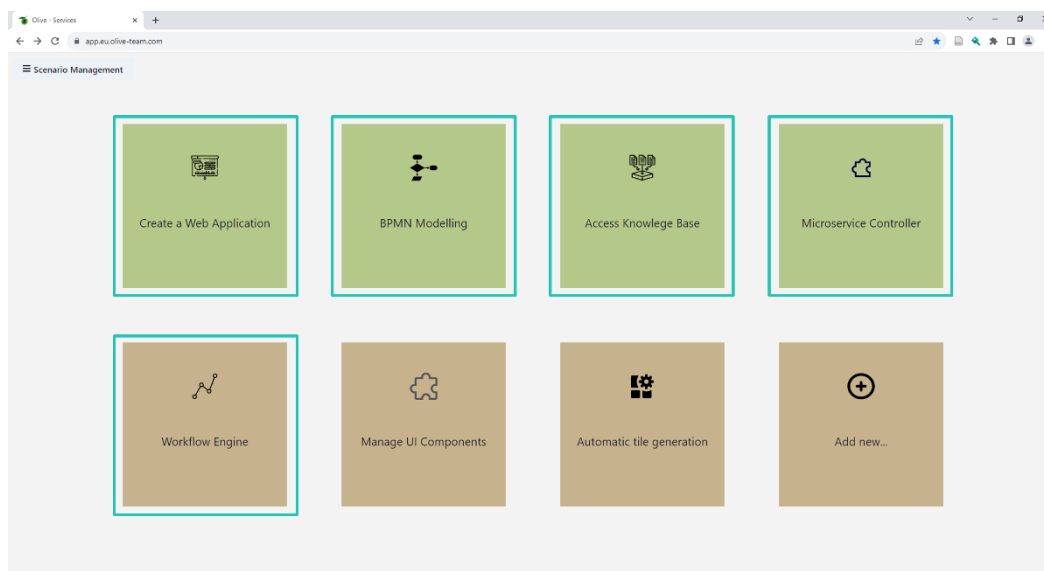 Olive - Services
app.eu.olive-team.com
Scenario Management
Create a Web Application
BPMN Modelling
Access Knowlege Base
Microservice Controller
Workflow Engine
Manage UI Components
Automatic tile generation
Add new...